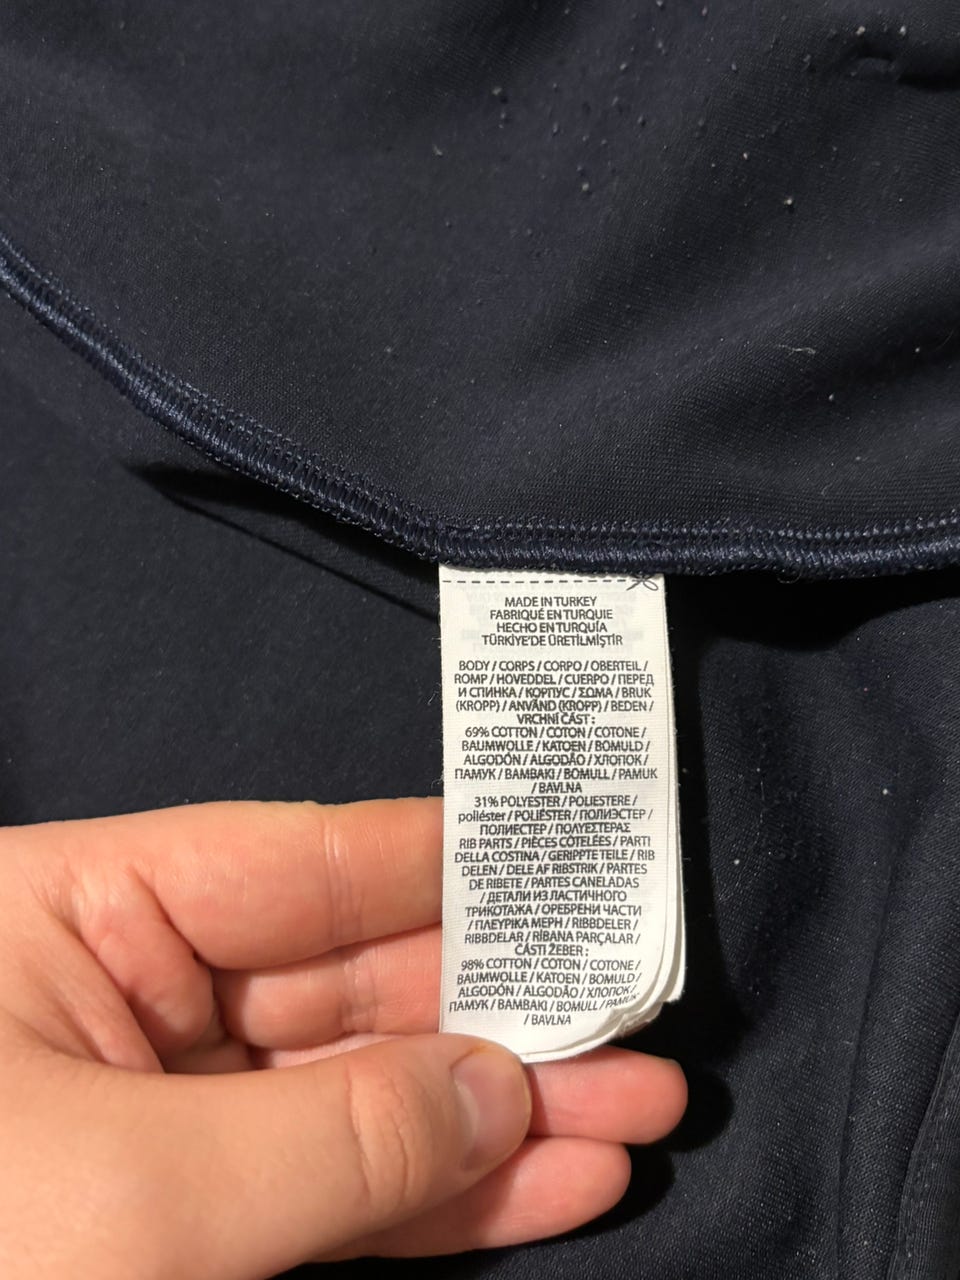 MADE IN TURKEY
FABRIQUÉ EN TURQUIE
HECHO EN TURQUÍA
TÜRKİYE'DE ÜRETİLMİŞTİR
BODY / CORPS / CORPO / OBERTEIL /
ROMP / HOVEDDEL / CUERPO / ПЕРЕД
И СПИНКА / КОРПУС / ΣΩΜΑ / BRUK
(KROPP) / ANVÄND (KROPP) / BEDEN /
VRCHNÍ ČÁST :
69% COTTON / COTON / COTONE /
BAUMWOLLE / KATOEN / BOMULD /
ALGODÓN / ALGODÃO / ХЛОПОК /
ПАМУК / BAMBAKI / BOMULL / PAMUK
/ BAVLNA
31% POLYESTER / POLIESTERE /
poliéster / POLIÉSTER / ПОЛИЭСТЕР /
ПОЛИЕСТЕР / ΠΟΛΥΕΣΤΕΡΑΣ
RIB PARTS / PIÈCES CÔTELÉES / PARTI
DELLA COSTINA / GERIPPTE TEILE / RIB
DELEN / DELE AF RIBSTRIK / PARTES
DE RIBETE / PARTES CANELADAS
/ ДЕТАЛИ ИЗ ЛАСТИЧНОГО
ТРИКОТАЖА / ОРЕБРЕНИ ЧАСТИ
/ ΠΛΕΥΡΙΚΑ ΜΕΡΗ / RIBBDELER /
RIBBDELAR / RİBANA PARÇALAR /
ČÁSTI ŽEBER :
98% COTTON / COTON / COTONE /
BAUMWOLLE / KATOEN / BOMULD /
ALGODÓN / ALGODÃO / ХЛОПОК /
ПАМУК / BAMBAKI / BOMULL / PAMUK
/ BAVLNA